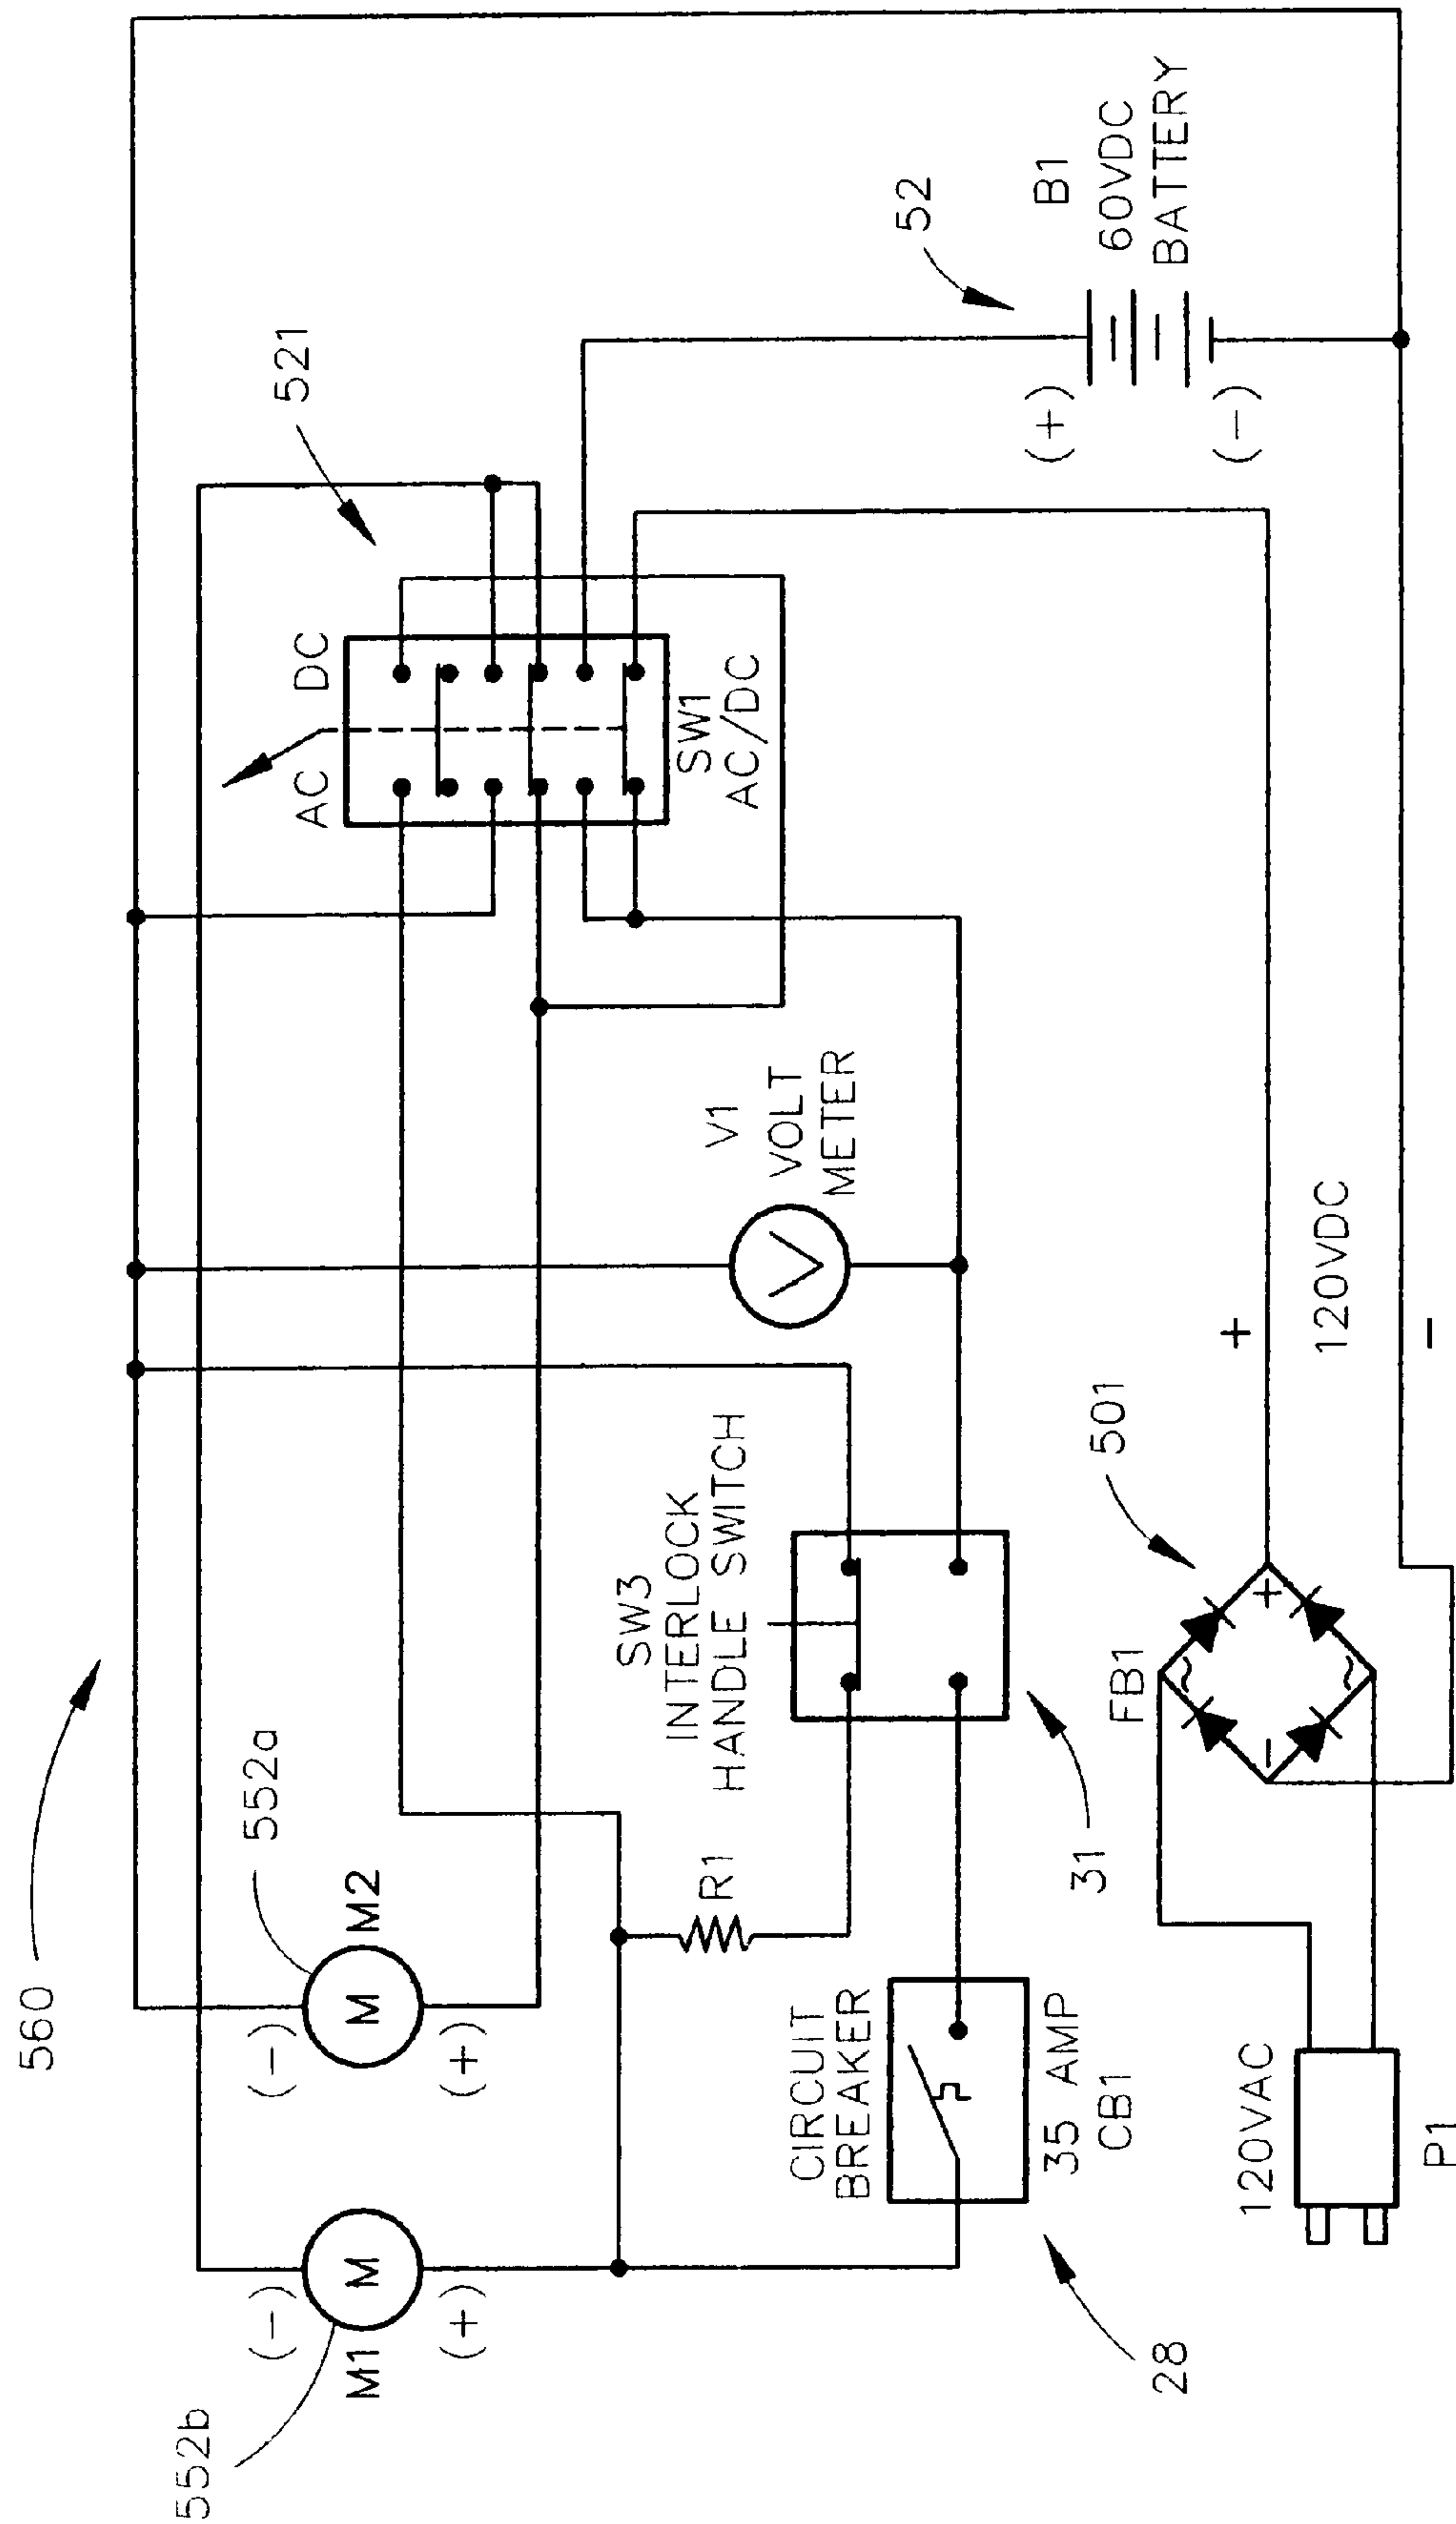 560
552b
M1
(-)
M
(+)
552a
M2
(-)
M
(+)
R1
SW3
INTERLOCK
HANDLE SWITCH
31
CIRCUIT
BREAKER
35 AMP
CB1
28
V1
VOLT
METER
V
521
AC
DC
SW1
AC/DC
52
B1
60VDC
BATTERY
(+)
(-)
120VAC
P1
FB1
501
+
-
~
~
+
120VDC
-